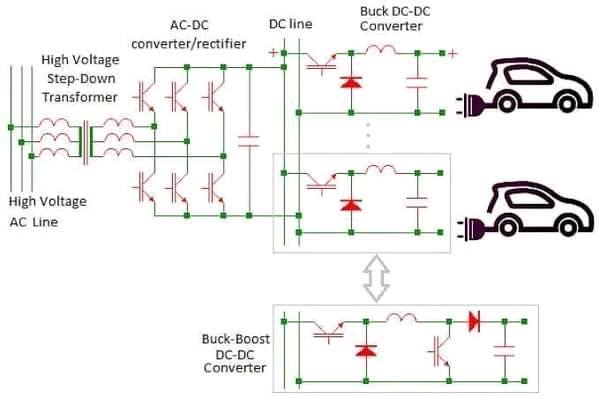 AC-DC
converter/rectifier
DC line
Buck DC-DC
Converter
High Voltage
Step-Down
Transformer
+
+
High Voltage
AC Line
Buck-Boost
DC-DC
Converter